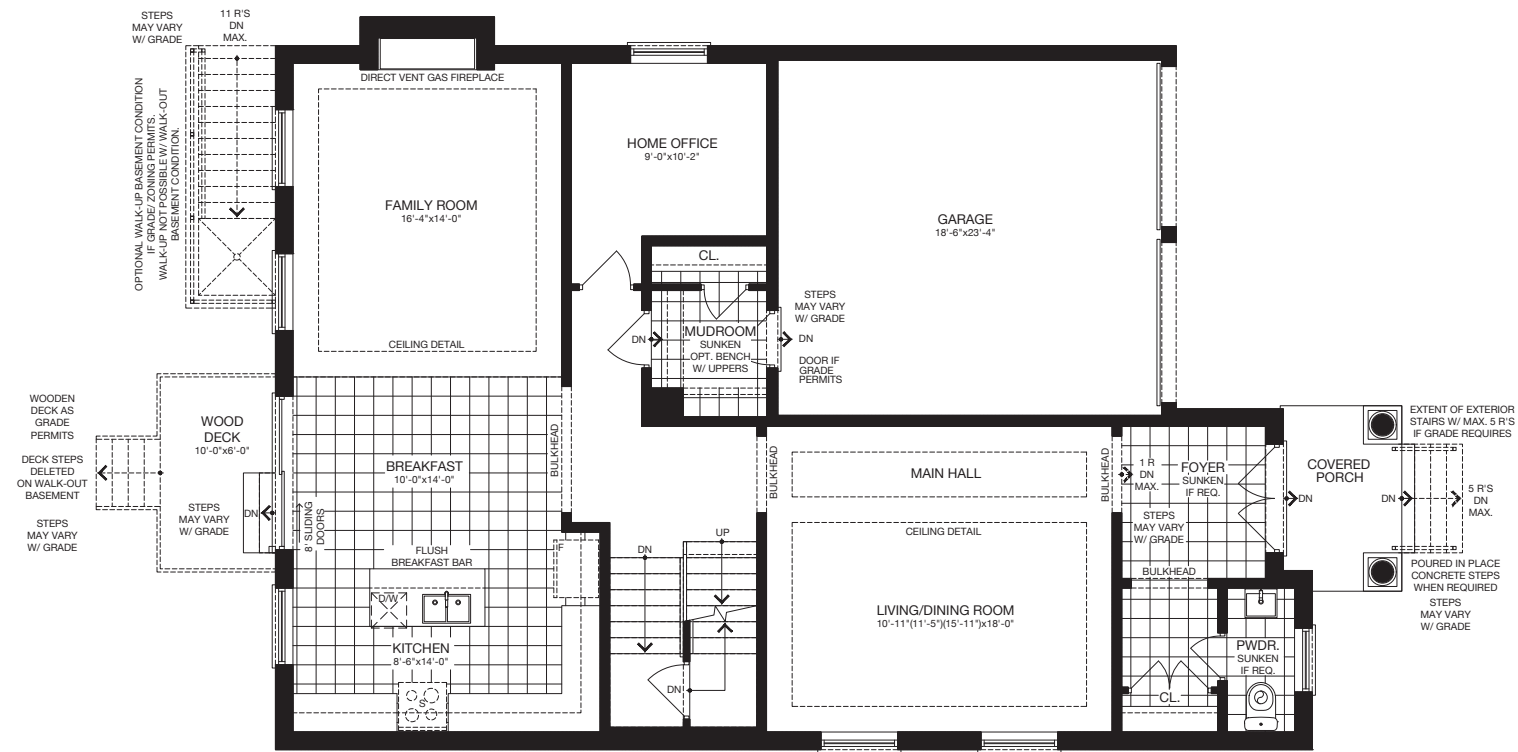 STEPS
MAY VARY
W/ GRADE
11 R'S
DN
MAX.
OPTIONAL WALK-UP BASEMENT CONDITION
IF GRADE/ ZONING PERMITS.
WALK-UP NOT POSSIBLE W/ WALK-OUT
BASEMENT CONDITION.
DIRECT VENT GAS FIREPLACE
FAMILY ROOM
16'-4"x14'-0"
CEILING DETAIL
HOME OFFICE
9'-0"x10'-2"
CL.
MUDROOM
SUNKEN
OPT. BENCH
W/ UPPERS
DN
STEPS
MAY VARY
W/ GRADE
DN
DOOR IF
GRADE
PERMITS
GARAGE
18'-6"x23'-4"
WOODEN
DECK AS
GRADE
PERMITS
DECK STEPS
DELETED
ON WALK-OUT
BASEMENT
STEPS
MAY VARY
W/ GRADE
WOOD
DECK
10'-0"x6'-0"
STEPS
MAY VARY
W/ GRADE
DN
8' SLIDING
DOORS
BREAKFAST
10'-0"x14'-0"
BULKHEAD
FLUSH
BREAKFAST BAR
D/W
F
KITCHEN
8'-6"x14'-0"
S
DN
UP
DN
BULKHEAD
MAIN HALL
CEILING DETAIL
LIVING/DINING ROOM
10'-11"(11'-5")(15'-11")x18'-0"
BULKHEAD
1 R
DN
MAX.
FOYER
SUNKEN
IF REQ.
STEPS
MAY VARY
W/ GRADE
BULKHEAD
CL.
PWDR.
SUNKEN
IF REQ.
DN
COVERED
PORCH
DN
EXTENT OF EXTERIOR
STAIRS W/ MAX. 5 R'S
IF GRADE REQUIRES
5 R'S
DN
MAX.
POURED IN PLACE
CONCRETE STEPS
WHEN REQUIRED
STEPS
MAY VARY
W/ GRADE